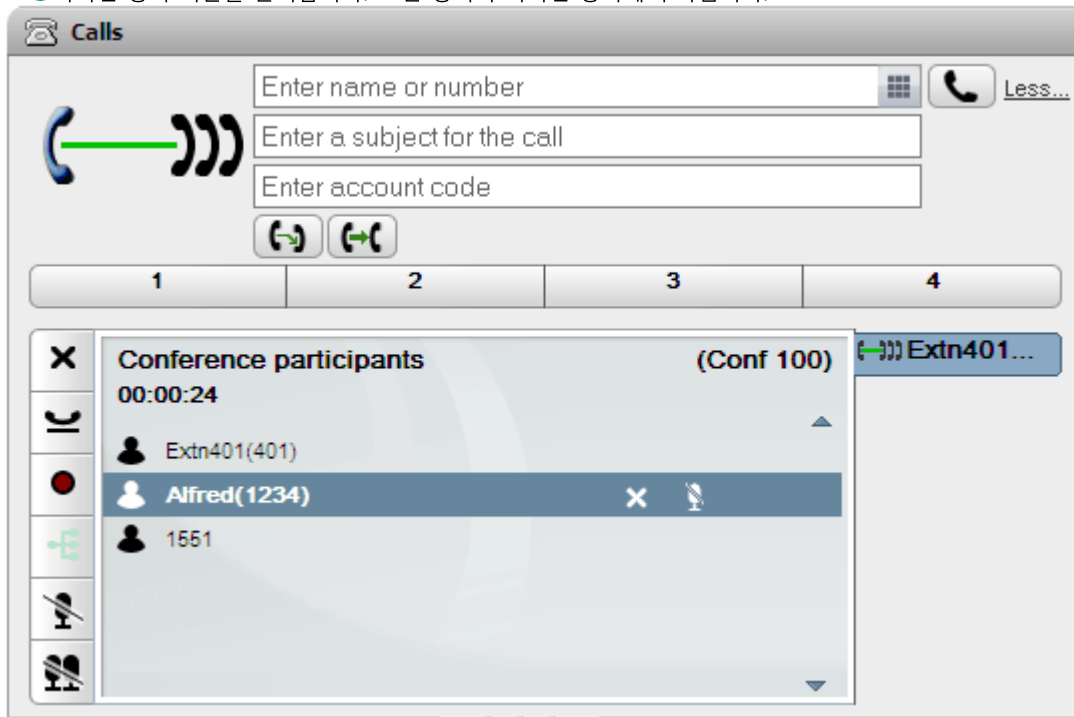 Calls
Enter name or number
Less...
Enter a subject for the call
Enter account code
1 2 3 4
Conference participants (Conf 100) Extn401...
00:00:24
Extn401(401)
Alfred(1234)
1551